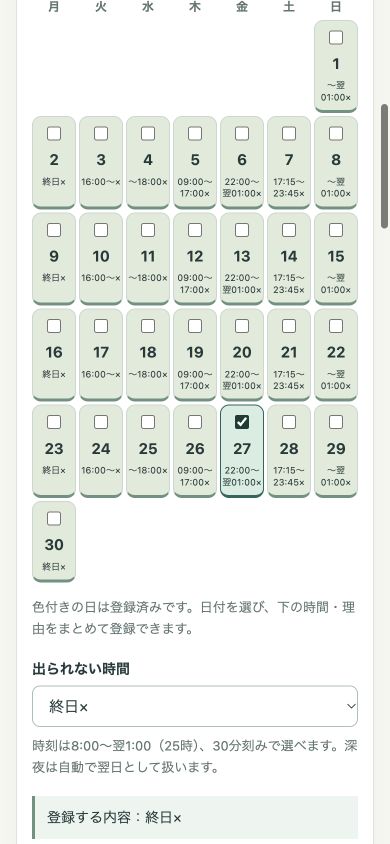 月 火 水 木 金 土 日
1
〜翌
01:00×
2 3 4 5 6 7 8
終日× 16:00〜× 〜18:00× 09:00〜 22:00〜 17:15〜 〜翌
17:00× 翌01:00× 23:45× 01:00×
9 10 11 12 13 14 15
終日× 16:00〜× 〜18:00× 09:00〜 22:00〜 17:15〜 〜翌
17:00× 翌01:00× 23:45× 01:00×
16 17 18 19 20 21 22
終日× 16:00〜× 〜18:00× 09:00〜 22:00〜 17:15〜 〜翌
17:00× 翌01:00× 23:45× 01:00×
23 24 25 26 27 28 29
終日× 16:00〜× 〜18:00× 09:00〜 22:00〜 17:15〜 〜翌
17:00× 翌01:00× 23:45× 01:00×
30
終日×
色付きの日は登録済みです。日付を選び、下の時間・理
由をまとめて登録できます。
出られない時間
終日×
時刻は8:00〜翌1:00（25時）、30分刻みで選べます。深
夜は自動で翌日として扱います。
登録する内容：終日×